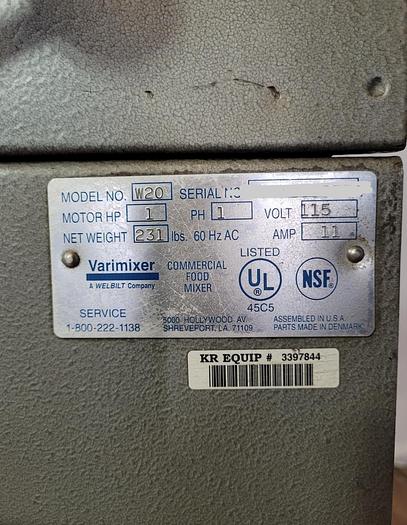 MODEL NO. W20 SERIAL NO.
MOTOR HP 1 PH 1 VOLT 115
NET WEIGHT 231 lbs. 60 Hz AC AMP 11
LISTED
Varimixer COMMERCIAL FOOD MIXER UL ® NSF®
A WELBILT Company
45C5
SERVICE 5000 HOLLYWOOD AV. ASSEMBLED IN U.S.A.
1-800-222-1138 SHREVEPORT, LA. 71109 PARTS MADE IN DENMARK
KR EQUIP # 3397844